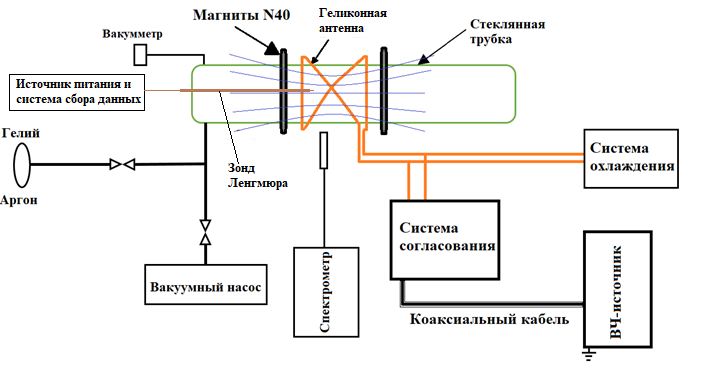 Магниты N40
Геликонная
антенна
Стеклянная
трубка
Вакумметр
Источник питания и
система сбора данных
Гелий
Аргон
Зонд
Ленгмюра
Система
охлаждения
Система
согласования
Вакуумный насос
Спектрометр
ВЧ-источник
Коаксиальный кабель